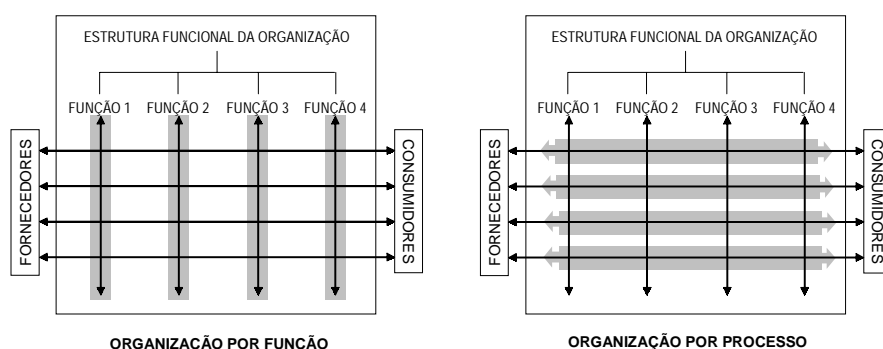 ESTRUTURA FUNCIONAL DA ORGANIZAÇÃO
FUNÇÃO 1 FUNÇÃO 2 FUNÇÃO 3 FUNÇÃO 4
FORNECEDORES
CONSUMIDORES
ORGANIZAÇÃO POR FUNÇÃO
ESTRUTURA FUNCIONAL DA ORGANIZAÇÃO
FUNÇÃO 1 FUNÇÃO 2 FUNÇÃO 3 FUNÇÃO 4
FORNECEDORES
CONSUMIDORES
ORGANIZAÇÃO POR PROCESSO